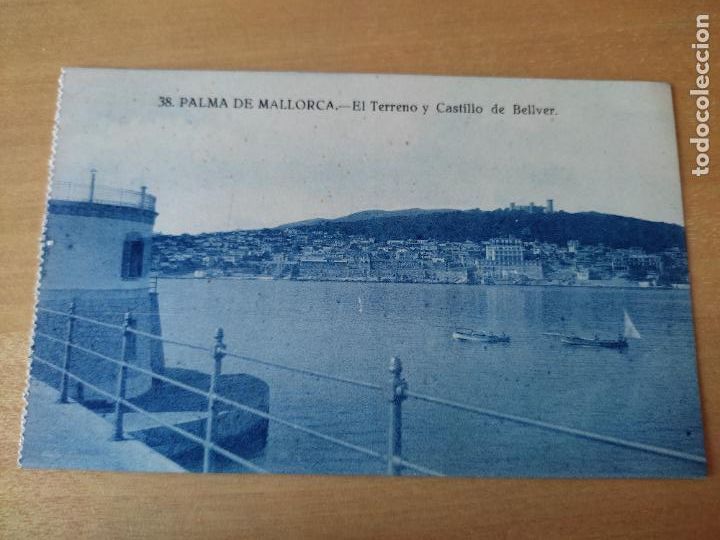 38. PALMA DE MALLORCA.—El Terreno y Castillo de Bellver.
todocoleccion